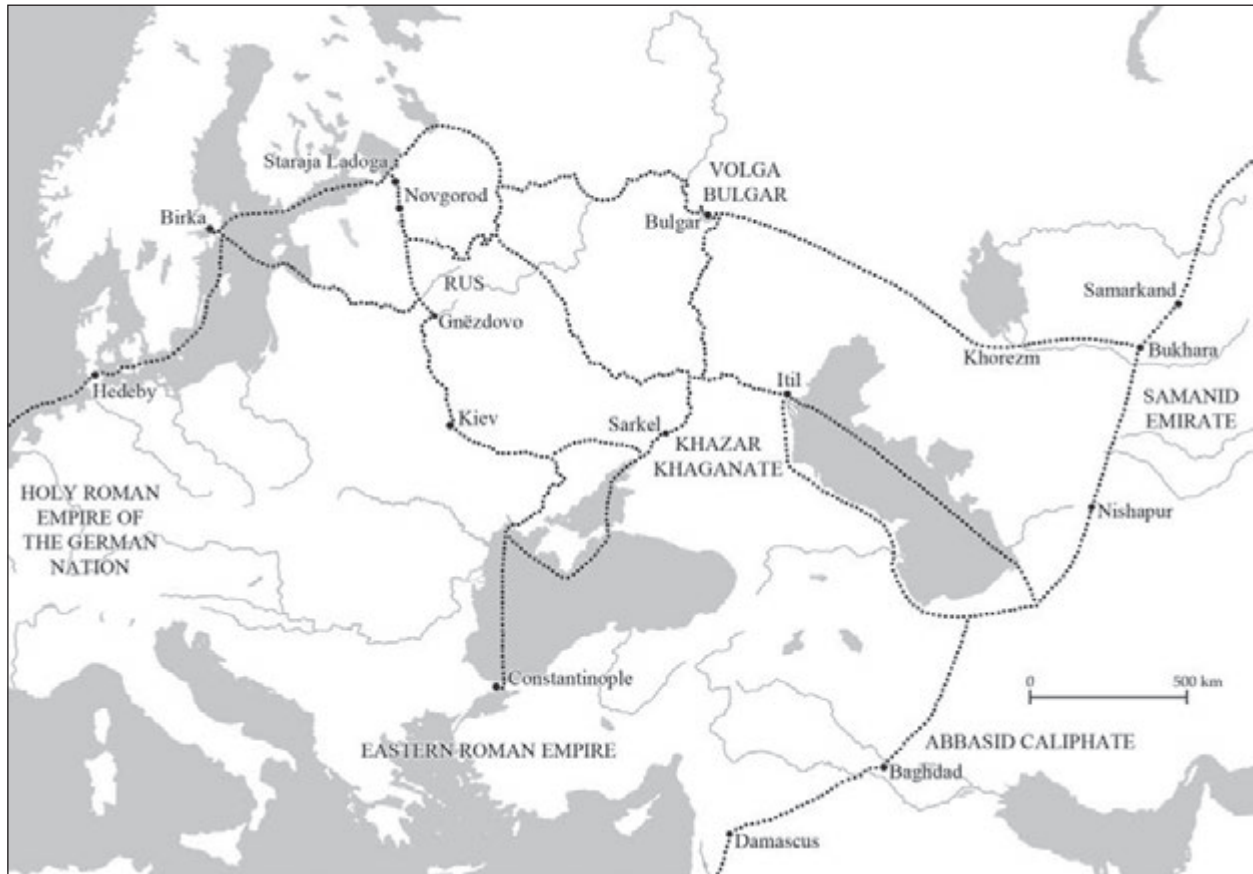 Staraja Ladoga
Novgorod
Birka
VOLGA
BULGAR
Bulgar
RUS
Gnëzdovo
Samarkand
Bukhara
Khorezm
Hedeby
Itil
SAMANID
EMIRATE
Kiev
Sarkel
KHAZAR
KHAGANATE
HOLY ROMAN
EMPIRE OF
THE GERMAN
NATION
Nishapur
Constantinople
0 500 km
EASTERN ROMAN EMPIRE
ABBASID CALIPHATE
Baghdad
Damascus